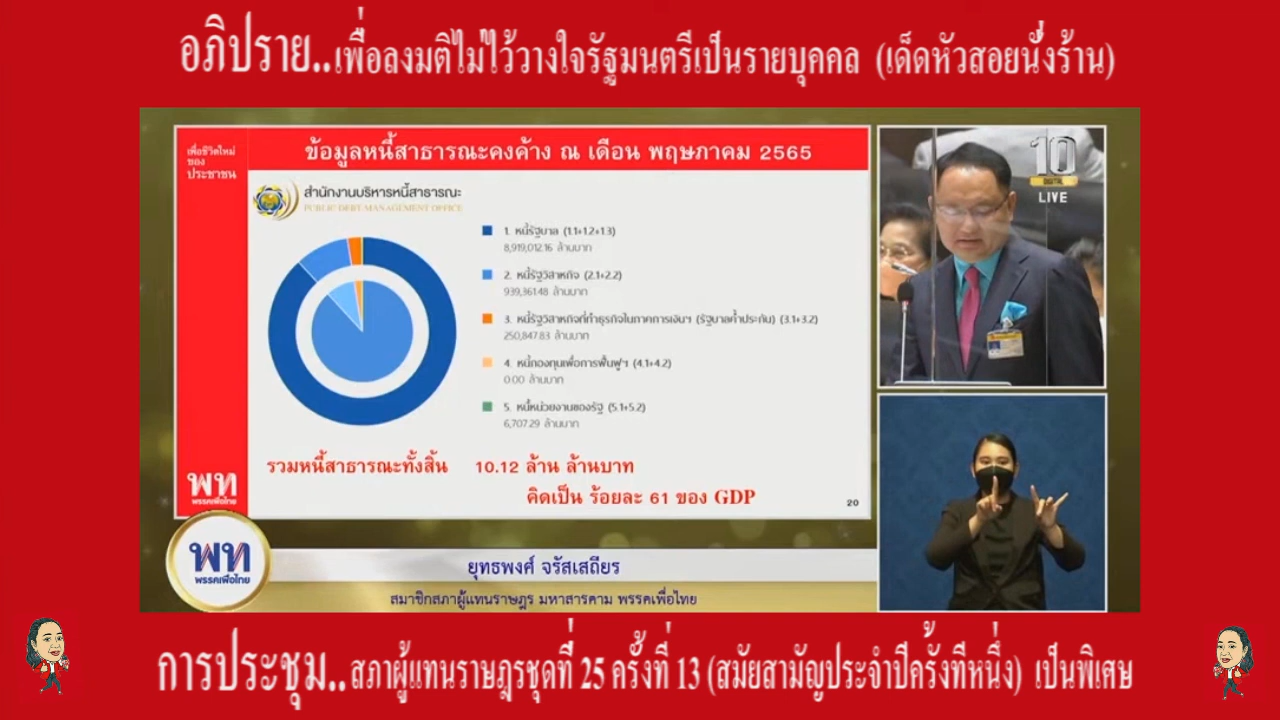 อภิปราย..เพื่อลงมติไม่ไว้วางใจรัฐมนตรีเป็นรายบุคคล (เด็ดหัวสอยนั่งร้าน)
เพื่อชีวิตใหม่
ของ
ประชาชน
ข้อมูลหนี้สาธารณะคงค้าง ณ เดือน พฤษภาคม 2565
สำนักงานบริหารหนี้สาธารณะ
PUBLIC DEBT MANAGEMENT OFFICE
1. หนี้รัฐบาล (1.1+1.2+1.3)
8,919,012.16 ล้านบาท
2. หนี้รัฐวิสาหกิจ (2.1+2.2)
939,361.48 ล้านบาท
3. หนี้รัฐวิสาหกิจที่ทำธุรกิจในภาคการเงินฯ (รัฐบาลค้ำประกัน) (3.1+3.2)
250,847.83 ล้านบาท
4. หนี้กองทุนเพื่อการฟื้นฟูฯ (4.1+4.2)
0.00 ล้านบาท
5. หนี้หน่วยงานของรัฐ (5.1+5.2)
6,707.29 ล้านบาท
รวมหนี้สาธารณะทั้งสิ้น 10.12 ล้าน ล้านบาท
คิดเป็น ร้อยละ 61 ของ GDP
20
พท
พรรคเพื่อไทย
10
DIGITAL
LIVE
พท
พรรคเพื่อไทย
ยุทธพงศ์ จรัสเสถียร
สมาชิกสภาผู้แทนราษฎร มหาสารคาม พรรคเพื่อไทย
การประชุม..สภาผู้แทนราษฎรชุดที่ 25 ครั้งที่ 13 (สมัยสามัญประจำปีครั้งที่หนึ่ง) เป็นพิเศษ